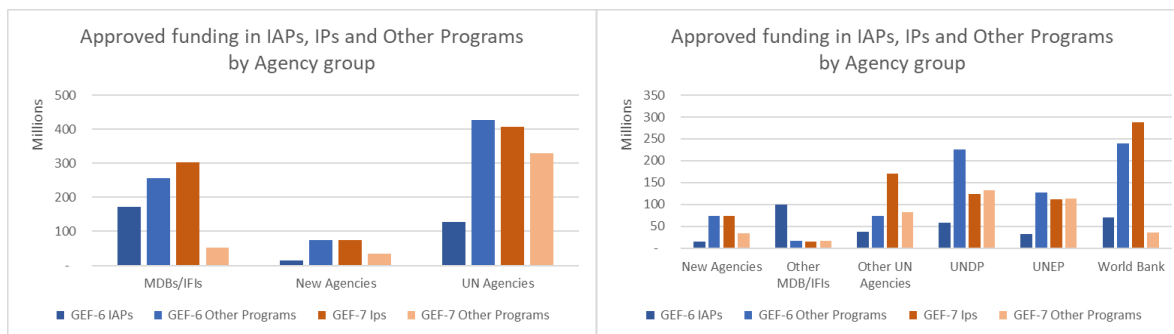 Approved funding in IAPs, IPs and Other Programs
by Agency group
Millions
500
400
300
200
100
-
MDBs/IFIs
New Agencies
UN Agencies
GEF-6 IAPs
GEF-6 Other Programs
GEF-7 Ips
GEF-7 Other Programs
Approved funding in IAPs, IPs and Other Programs
by Agency group
Millions
350
300
250
200
150
100
50
-
New Agencies
Other
MDB/IFIs
Other UN
Agencies
UNDP
UNEP
World Bank
GEF-6 IAPs
GEF-6 Other Programs
GEF-7 Ips
GEF-7 Other Programs